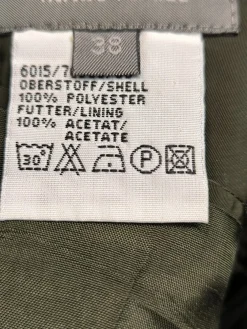 38
6015/7
OBERSTOFF/SHELL
100% POLYESTER
FUTTER/LINING
100% ACETAT/
ACETATE
30°
P